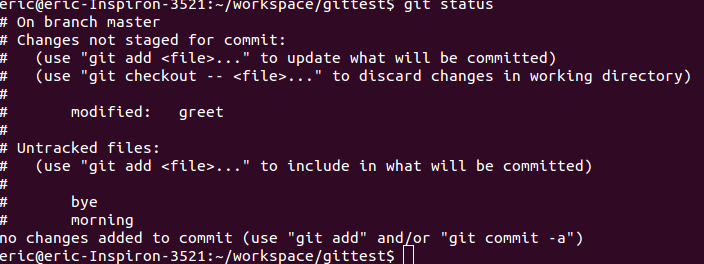 eric@eric-Inspiron-3521:~/workspace/gittest$ git status
# On branch master
# Changes not staged for commit:
#   (use "git add <file>..." to update what will be committed)
#   (use "git checkout -- <file>..." to discard changes in working directory)
#
#       modified:   greet
#
# Untracked files:
#   (use "git add <file>..." to include in what will be committed)
#
#       bye
#       morning
no changes added to commit (use "git add" and/or "git commit -a")
eric@eric-Inspiron-3521:~/workspace/gittest$